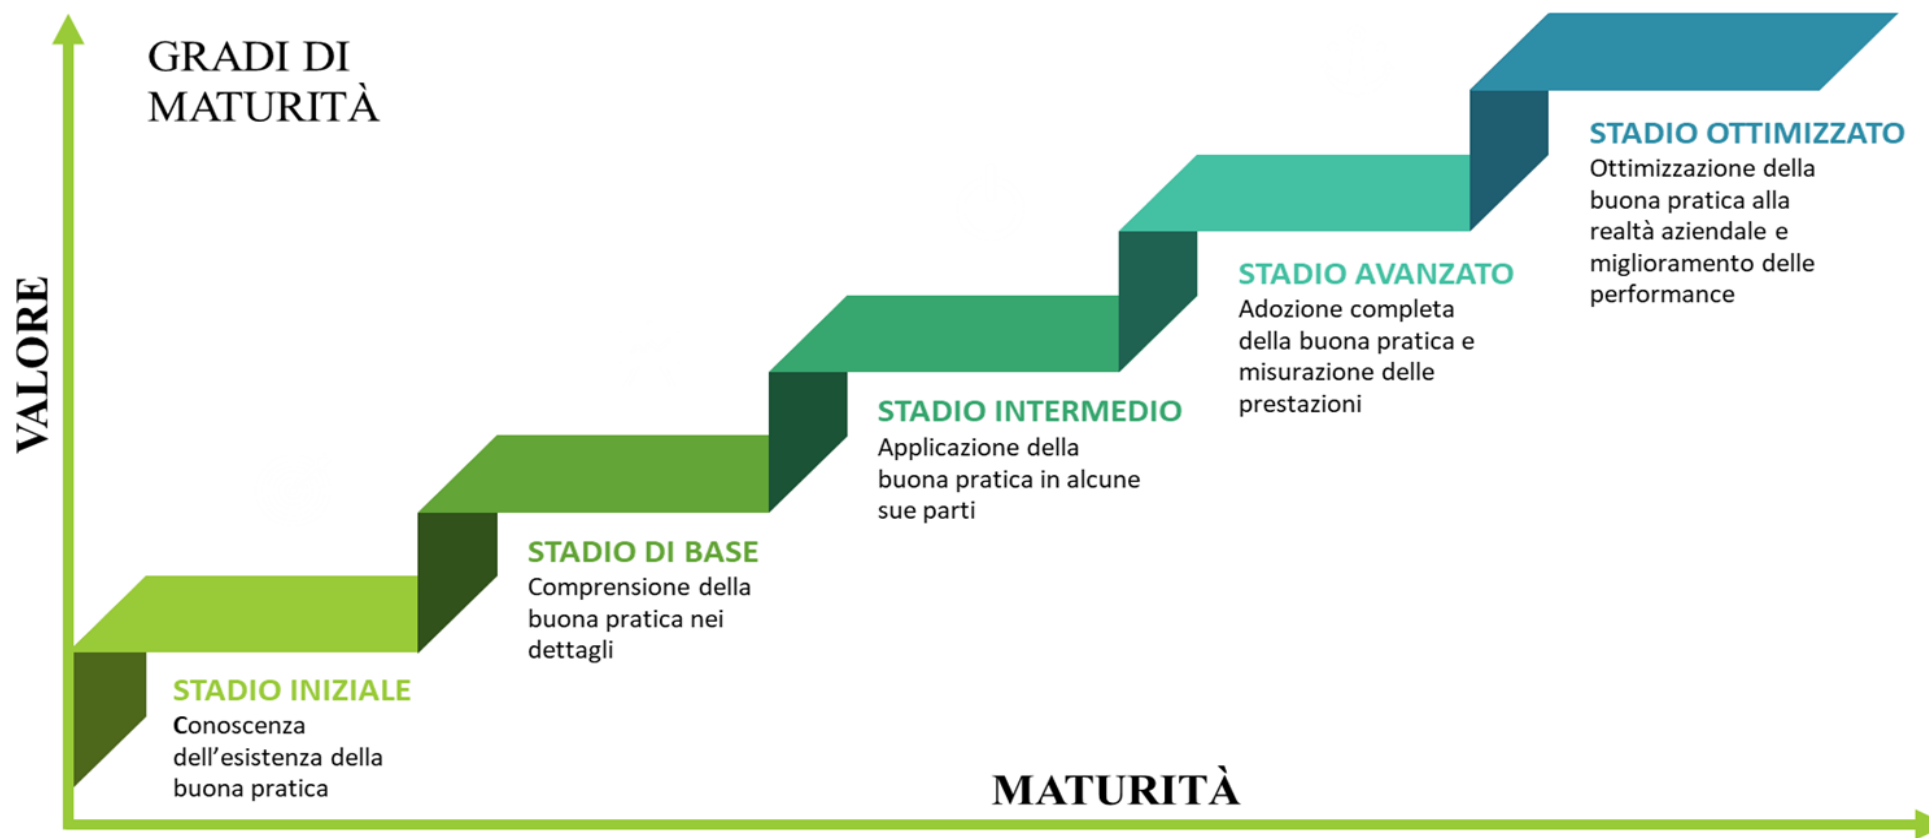 GRADI DI
MATURITÀ
VALORE
STADIO OTTIMIZZATO
Ottimizzazione della
buona pratica alla
realtà aziendale e
miglioramento delle
performance
STADIO AVANZATO
Adozione completa
della buona pratica e
misurazione delle
prestazioni
STADIO INTERMEDIO
Applicazione della
buona pratica in alcune
sue parti
STADIO DI BASE
Comprensione della
buona pratica nei
dettagli
STADIO INIZIALE
Conoscenza
dell’esistenza della
buona pratica
MATURITÀ